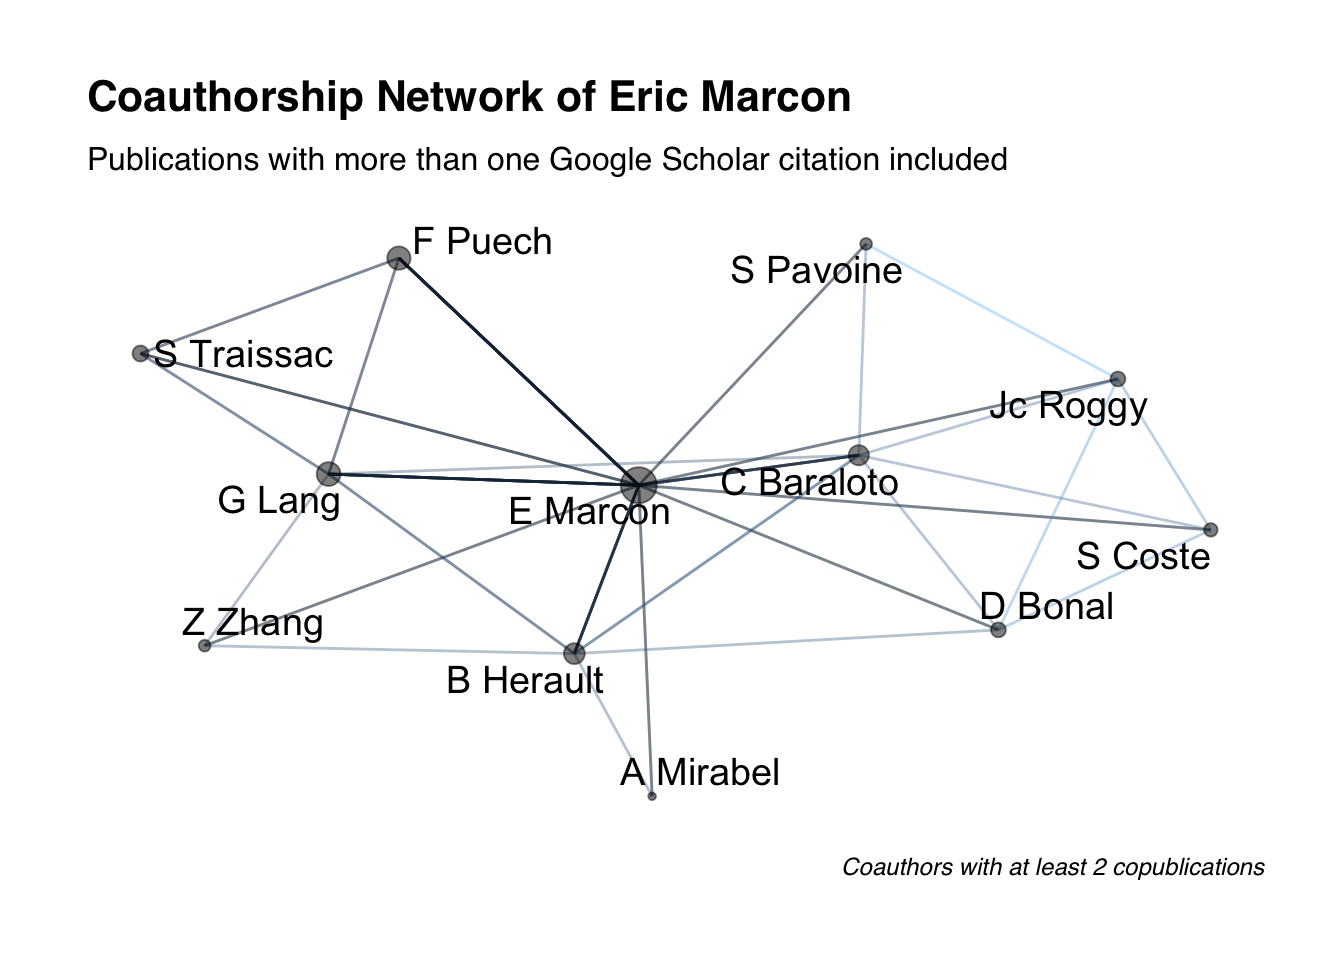 Coauthorship Network of Eric Marcon
Publications with more than one Google Scholar citation included
F Puech
S Pavoine
S Traissac
Jc Roggy
C Baraloto
G Lang
E Marcon
S Coste
D Bonal
Z Zhang
B Herault
A Mirabel
Coauthors with at least 2 copublications